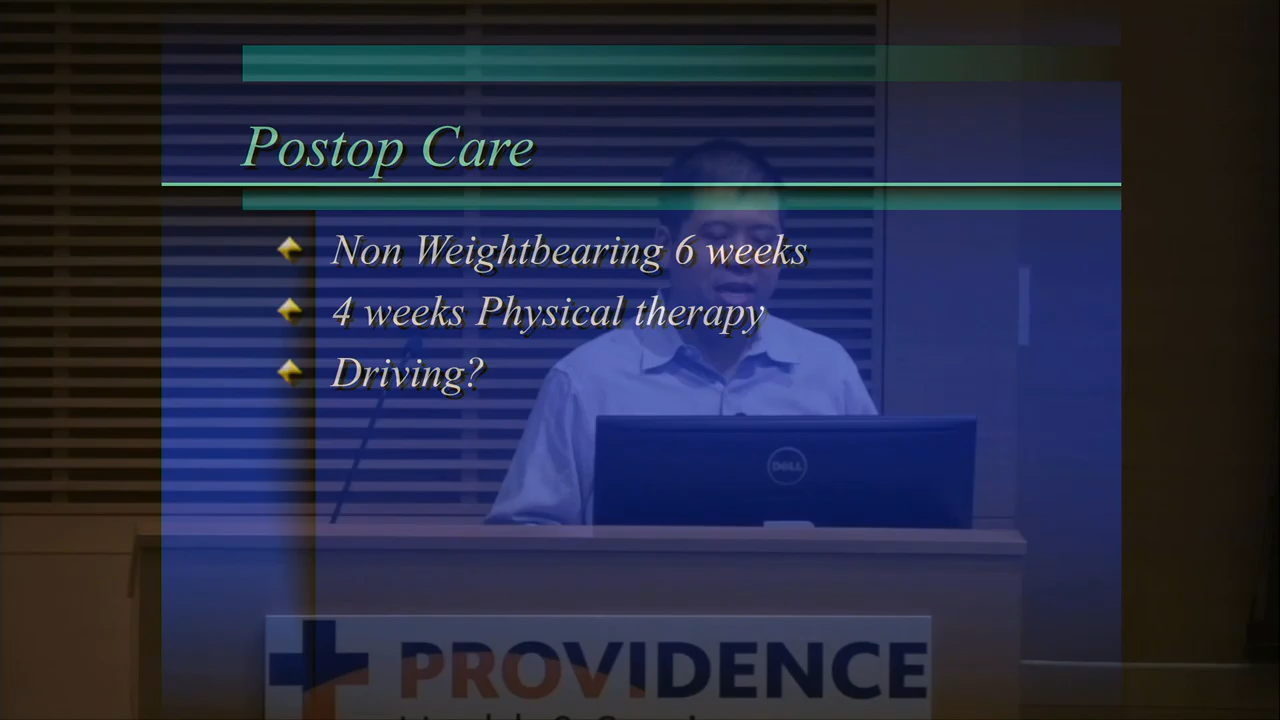 Postop Care
Non Weightbearing 6 weeks
4 weeks Physical therapy
Driving?
DELL
PROVIDENCE